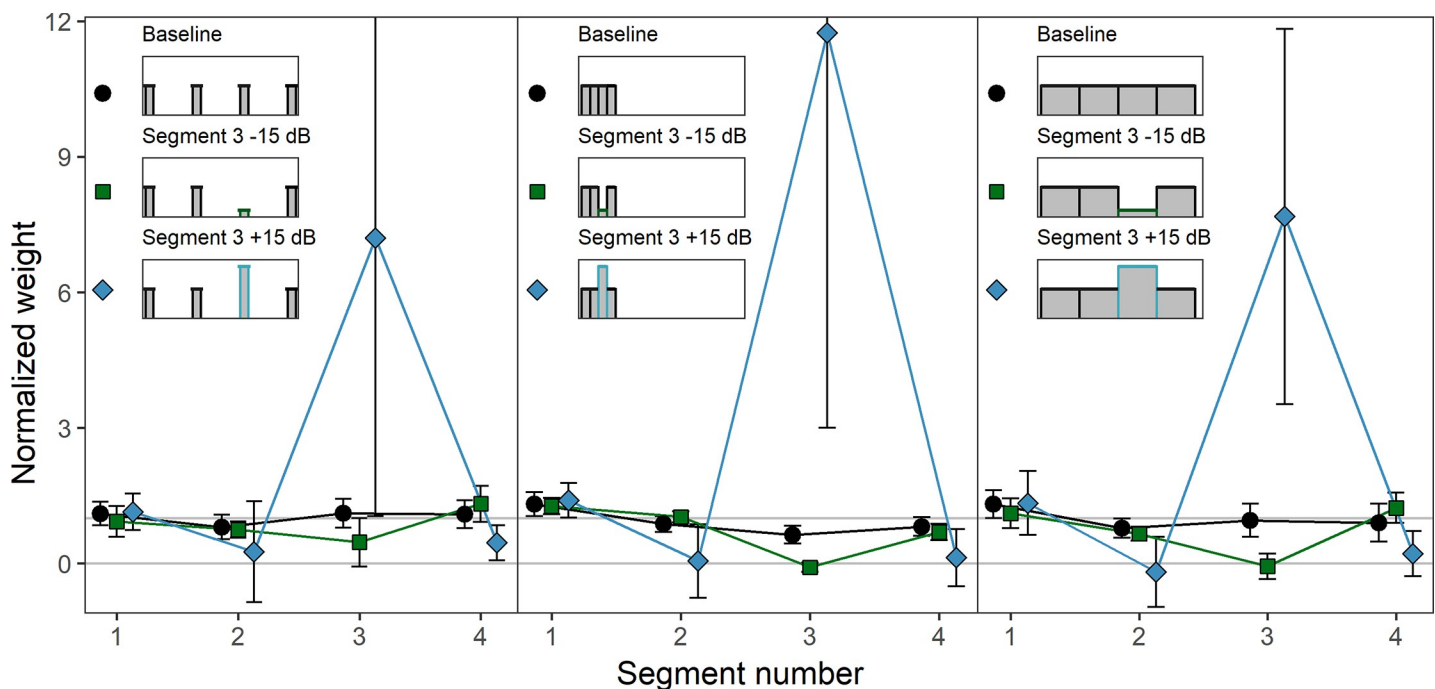 12
9
6
3
0
Normalized weight
Baseline
Segment 3 -15 dB
Segment 3 +15 dB
1 2 3 4
Baseline
Segment 3 -15 dB
Segment 3 +15 dB
1 2 3 4
Baseline
Segment 3 -15 dB
Segment 3 +15 dB
1 2 3 4
Segment number